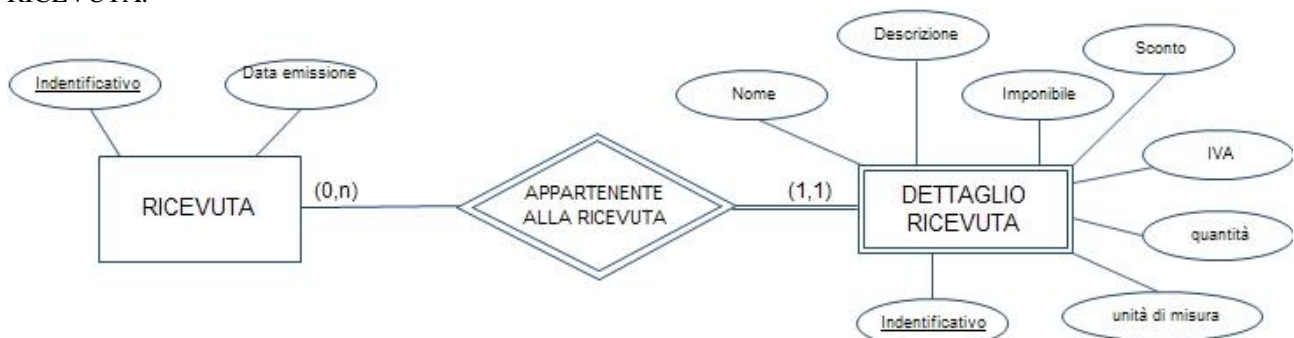 RICEVUTA.
Descrizione
Sconto
Indentificativo
Data emissione
Nome
Imponibile
IVA
RICEVUTA
(0,n)
APPARTENENTE
ALLA RICEVUTA
(1,1)
DETTAGLIO
RICEVUTA
quantità
Indentificativo
unità di misura